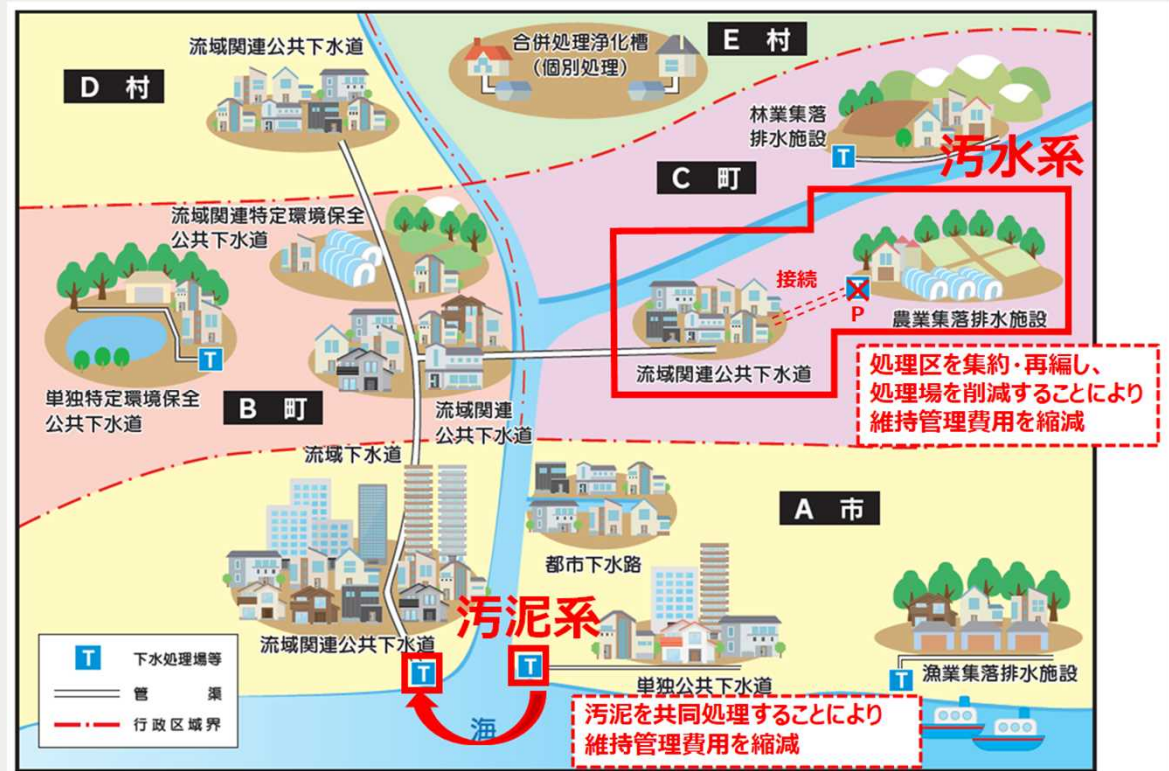 流域関連公共下水道
D 村
合併処理浄化槽
(個別処理)
E 村
林業集落
排水施設
T
汚水系
C 町
流域関連特定環境保全
公共下水道
接続
P
農業集落排水施設
流域関連公共下水道
処理区を集約・再編し、
処理場を削減することにより
維持管理費用を縮減
T
単独特定環境保全
公共下水道
B 町
流域関連
公共下水道
流域下水道
A 市
都市下水路
汚泥系
流域関連公共下水道
T
T
単独公共下水道
漁業集落排水施設
T
海
汚泥を共同処理することにより
維持管理費用を縮減
T 下水処理場等
管 渠
行政区域界